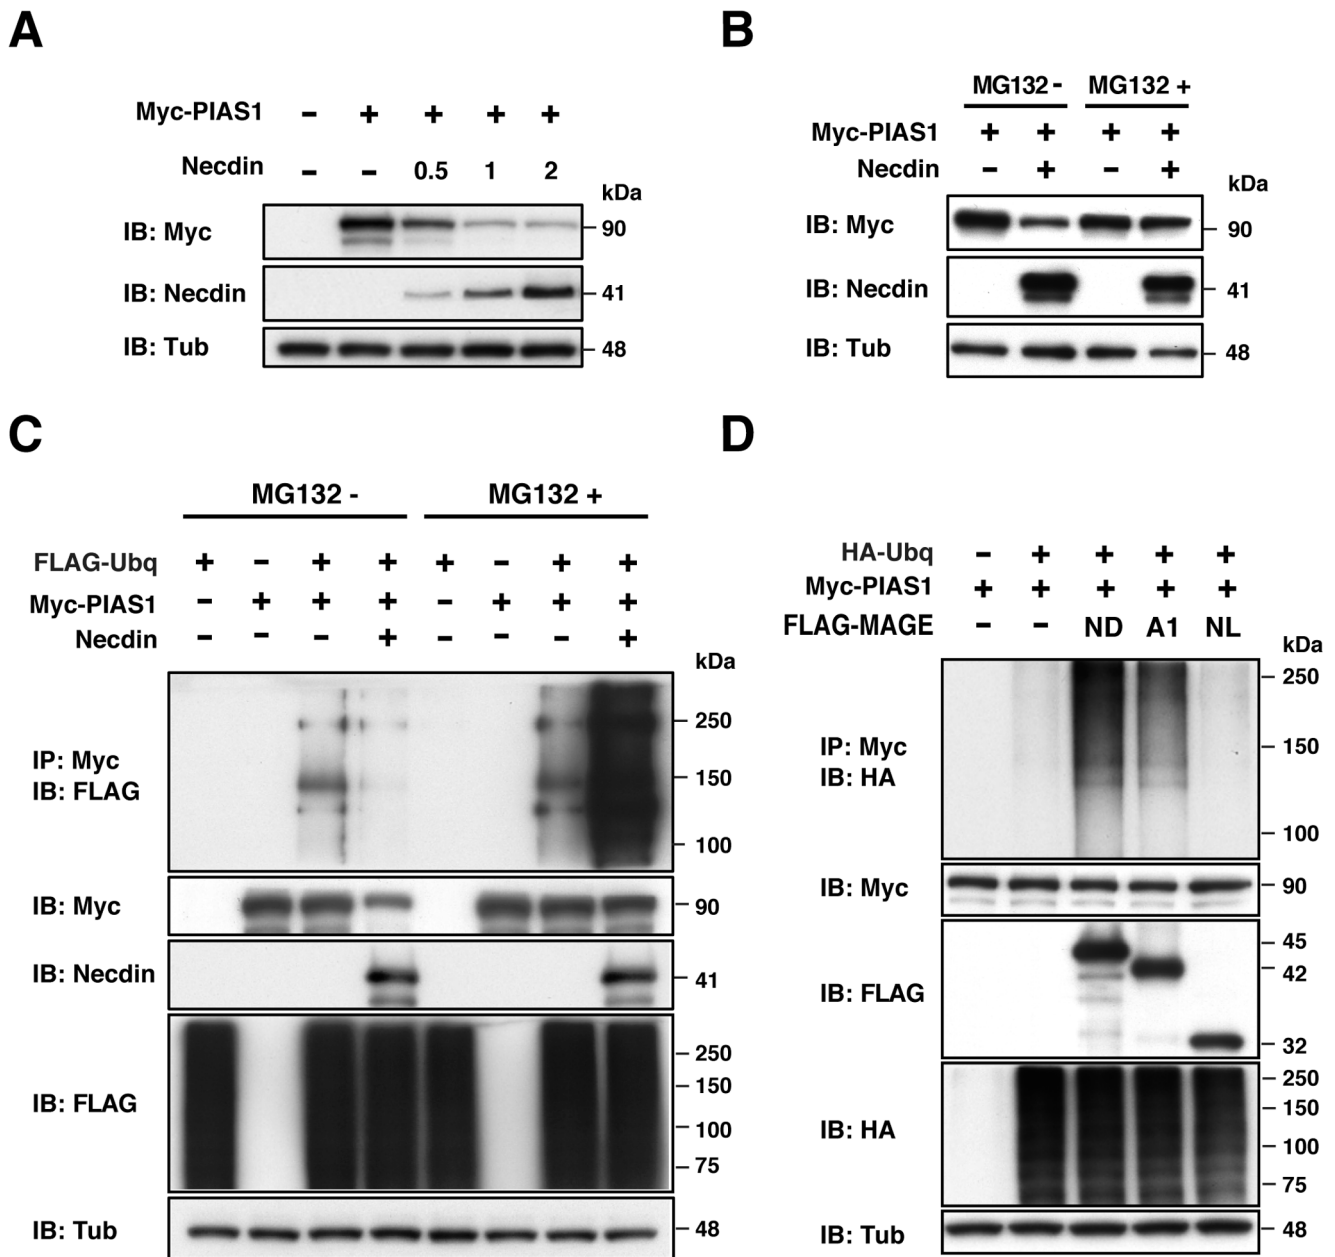 A
Myc-PIAS1 - + + + +
Necdin - - 0.5 1 2
kDa
IB: Myc 90
IB: Necdin 41
IB: Tub 48
B
MG132 - MG132 +
Myc-PIAS1 + + + +
Necdin - + - +
kDa
IB: Myc 90
IB: Necdin 41
IB: Tub 48
C
MG132 - MG132 +
FLAG-Ubq + - + + + - + +
Myc-PIAS1 - + + + - + + +
Necdin - - - + - - - +
kDa
250
IP: Myc
IB: FLAG
150
100
IB: Myc 90
IB: Necdin 41
250
150
IB: FLAG
100
75
IB: Tub 48
D
HA-Ubq - + + + +
Myc-PIAS1 + + + + +
FLAG-MAGE - - ND A1 NL
kDa
250
IP: Myc 150
IB: HA
100
IB: Myc 90
45
42
IB: FLAG
32
250
150
IB: HA
100
75
IB: Tub 48